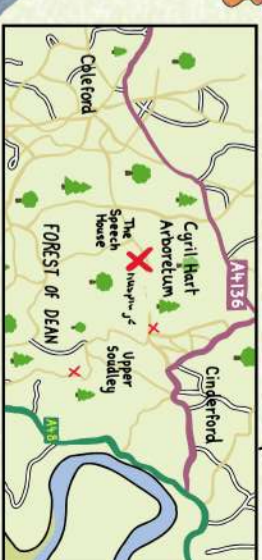 Coleford
Cyril Hart
Arboretum
A4136
The
Speech
House
Cinderford
FOREST OF DEAN
Upper
Soudley
A48